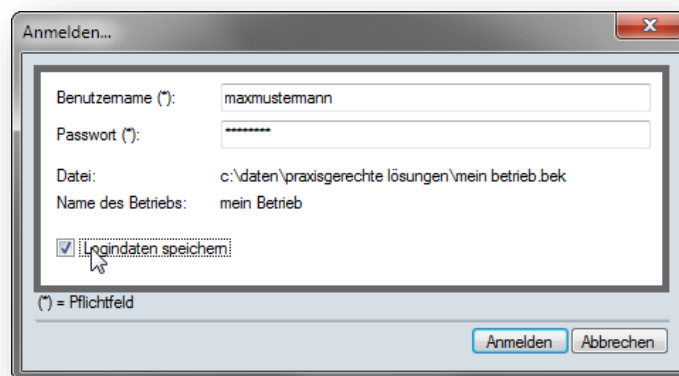 Anmelden...
Benutzername (*): maxmustermann
Passwort (*): ********
Datei: c:\daten\praxisgerechte lösungen\mein betrieb.bek
Name des Betriebs: mein Betrieb
Logindaten speichern
(*) = Pflichtfeld
Anmelden Abbrechen